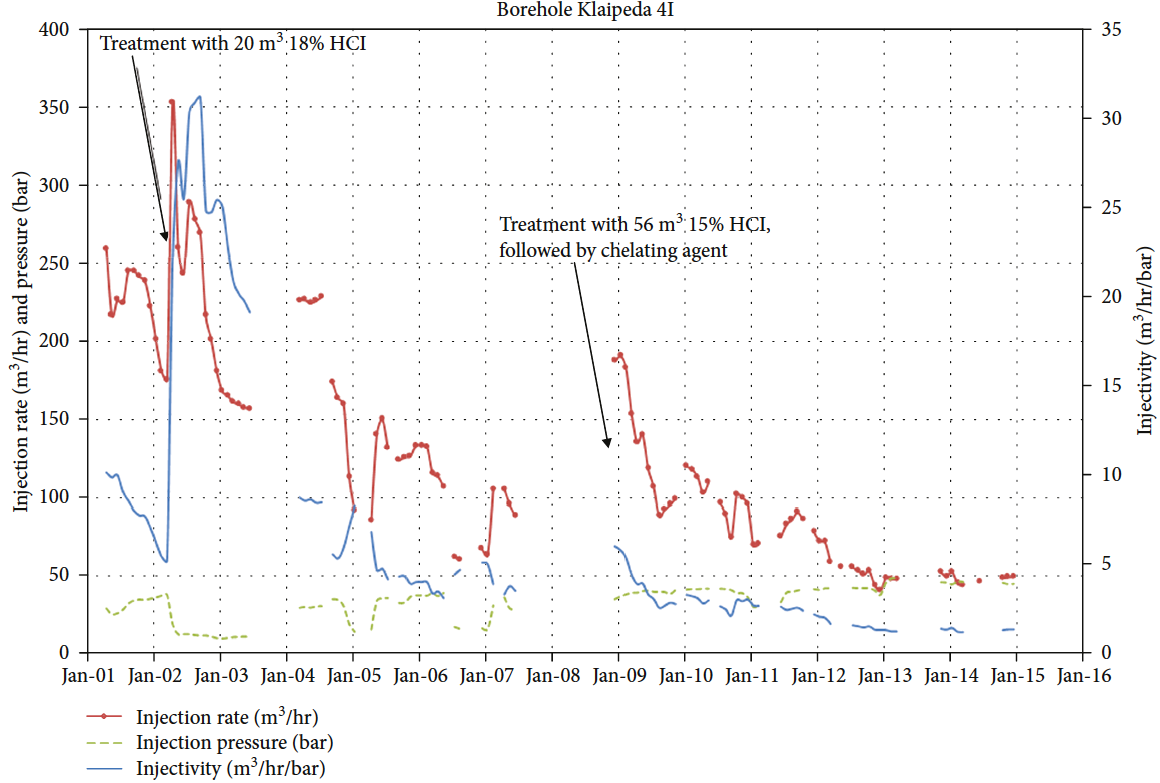 Borehole Klaipeda 4I
400
350
300
250
200
150
100
50
0
Injection rate (m³/hr) and pressure (bar)
Treatment with 20 m³ 18% HCI
Treatment with 56 m³ 15% HCI,
followed by chelating agent
35
30
25
20
15
10
5
0
Injectivity (m³/hr/bar)
Jan-01 Jan-02 Jan-03 Jan-04 Jan-05 Jan-06 Jan-07 Jan-08 Jan-09 Jan-10 Jan-11 Jan-12 Jan-13 Jan-14 Jan-15 Jan-16
Injection rate (m³/hr)
Injection pressure (bar)
Injectivity (m³/hr/bar)